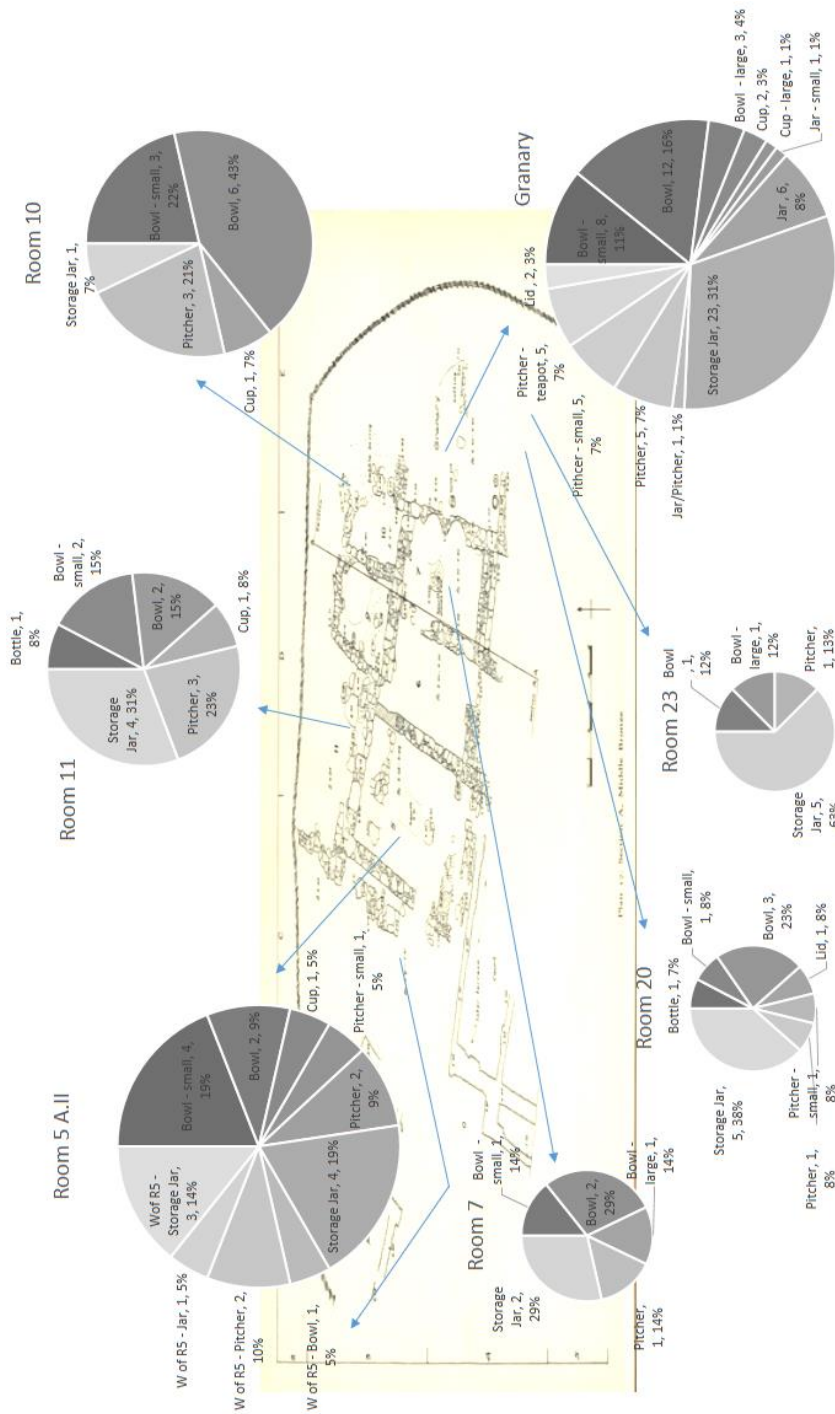 Room 5 A.II
W of R5 -
Storage Jar,
3, 14%
Bowl - small, 4,
19%
Bowl, 2, 9%
Cup, 1, 5%
Pitcher - small, 1,
5%
Pitcher, 2,
9%
Storage Jar, 4, 19%
W of R5 - Bowl, 1,
5%
W of R5 - Pitcher, 2,
10%
W of R5 - Jar, 1, 5%
Room 11
Bottle, 1,
8%
Bowl -
small, 2,
15%
Bowl, 2,
15%
Cup, 1, 8%
Pitcher, 3,
23%
Storage
Jar, 4, 31%
Room 10
Storage Jar, 1,
7%
Bowl - small, 3,
22%
Bowl, 6, 43%
Cup, 1, 7%
Pitcher, 3, 21%
Granary
Bowl -
small, 8,
11%
Bowl, 12, 16%
Bowl - large, 3, 4%
Cup, 2, 3%
Cup - large, 1, 1%
Jar - small, 1, 1%
Jar, 6,
8%
Storage Jar, 23, 31%
Jar/Pitcher, 1, 1%
Pitcher, 5, 7%
Pithcer - small, 5,
7%
Pitcher -
teapot, 5,
7%
Lid , 2, 3%
Room 7
Bowl -
small, 1,
14%
Bowl, 2,
29%
Bowl -
large, 1,
14%
Pitcher,
1, 14%
Storage
Jar, 2,
29%
Room 20
Bottle, 1, 7%
Bowl - small,
1, 8%
Bowl, 3,
23%
Lid, 1, 8%
Pitcher -
small, 1,
8%
Pitcher, 1,
8%
Storage Jar,
5, 38%
Room 23
Bowl
, 1,
12%
Bowl -
large, 1,
12%
Pitcher,
1, 13%
Storage
Jar, 5,
63%
Plan 17. Section A. Middle Bronze